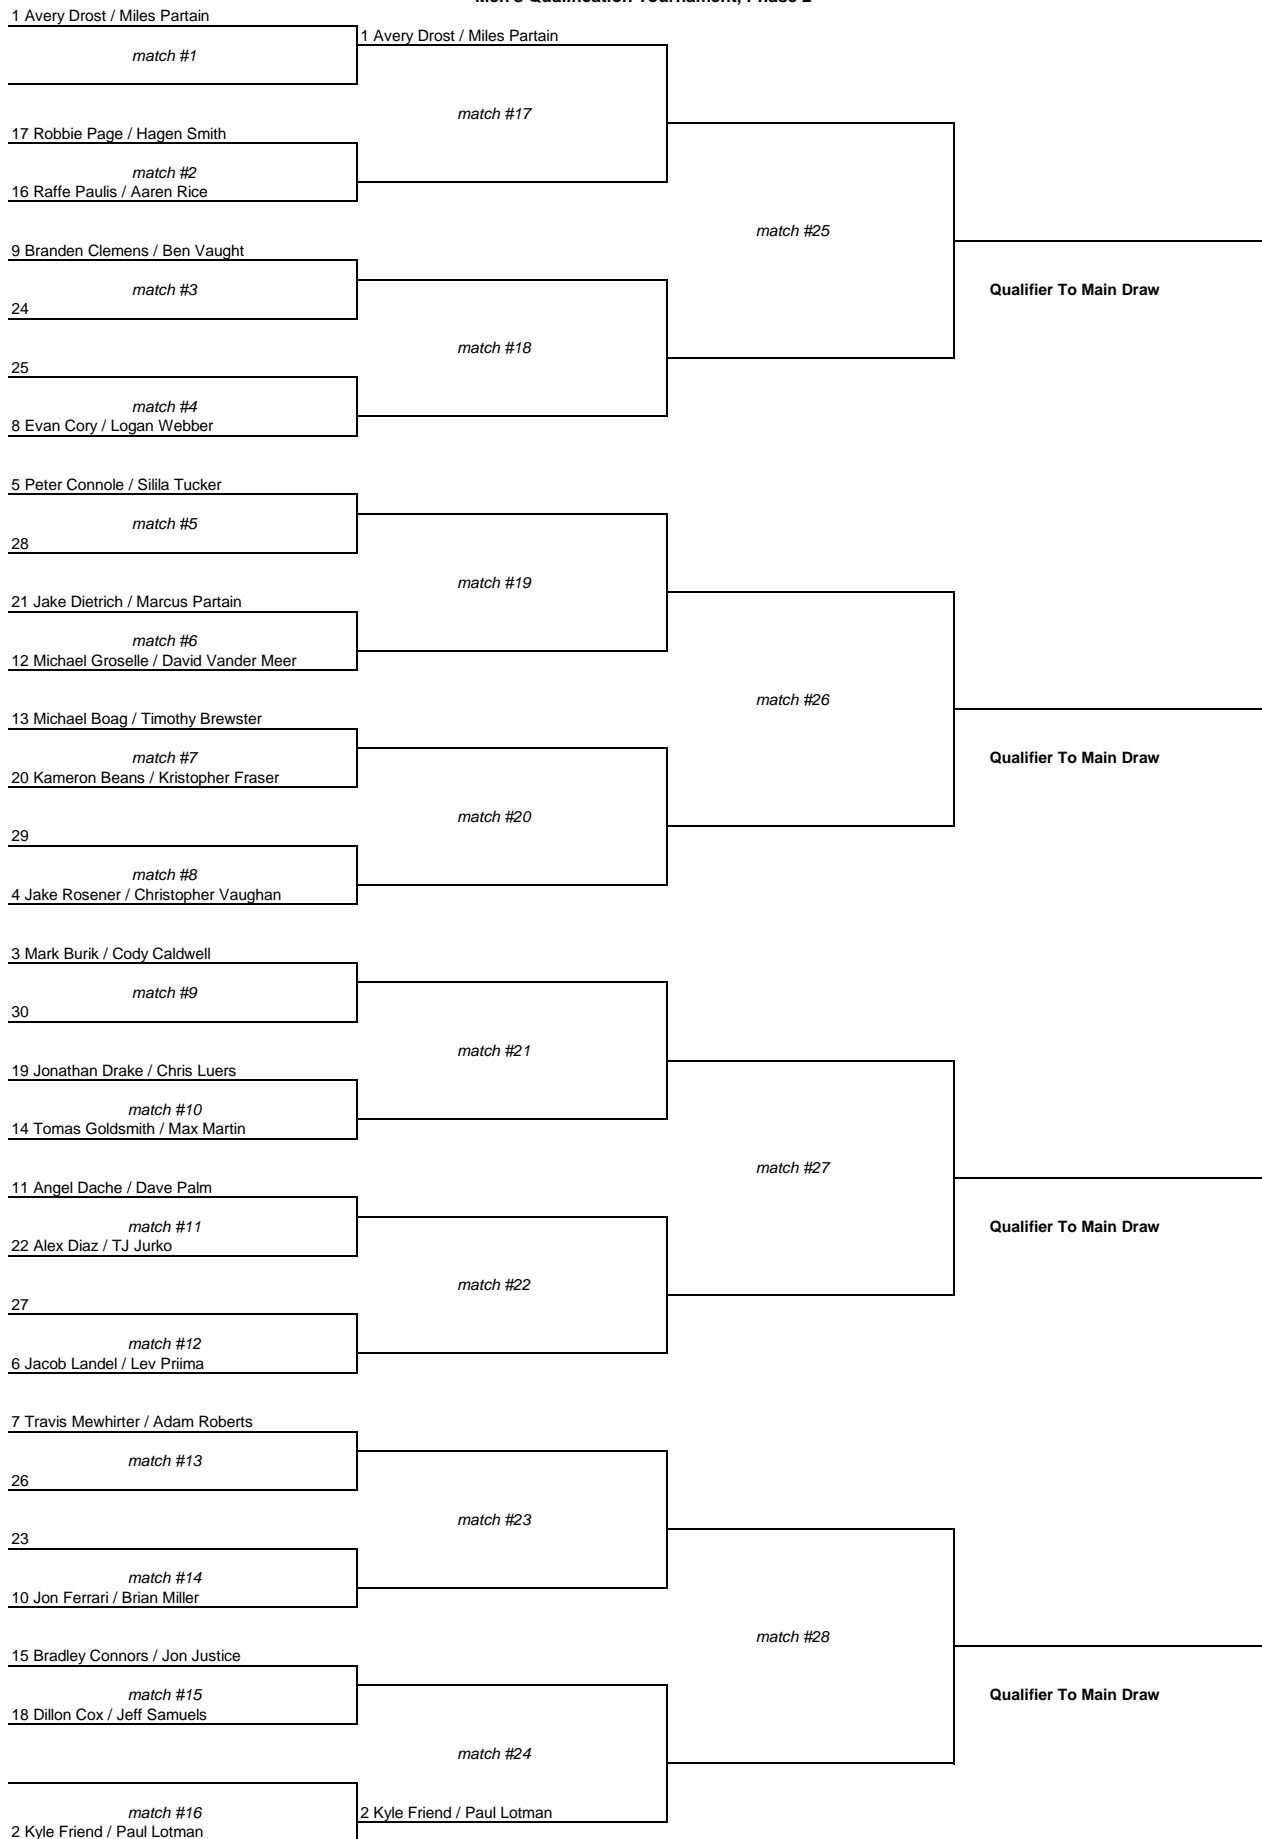 Men's Qualification Tournament, Phase 2
1 Avery Drost / Miles Partain
1 Avery Drost / Miles Partain
match #1
match #17
17 Robbie Page / Hagen Smith
match #2
16 Raffe Paulis / Aaren Rice
match #25
9 Branden Clemens / Ben Vaught
match #3
Qualifier To Main Draw
24
match #18
25
match #4
8 Evan Cory / Logan Webber
5 Peter Connole / Silila Tucker
match #5
28
match #19
21 Jake Dietrich / Marcus Partain
match #6
12 Michael Groselle / David Vander Meer
match #26
13 Michael Boag / Timothy Brewster
match #7
Qualifier To Main Draw
20 Kameron Beans / Kristopher Fraser
match #20
29
match #8
4 Jake Rosener / Christopher Vaughan
3 Mark Burik / Cody Caldwell
match #9
30
match #21
19 Jonathan Drake / Chris Luers
match #10
14 Tomas Goldsmith / Max Martin
match #27
11 Angel Dache / Dave Palm
match #11
Qualifier To Main Draw
22 Alex Diaz / TJ Jurko
match #22
27
match #12
6 Jacob Landel / Lev Priima
7 Travis Mewhirter / Adam Roberts
match #13
26
match #23
23
match #14
10 Jon Ferrari / Brian Miller
match #28
15 Bradley Connors / Jon Justice
match #15
Qualifier To Main Draw
18 Dillon Cox / Jeff Samuels
match #24
match #16
2 Kyle Friend / Paul Lotman
2 Kyle Friend / Paul Lotman